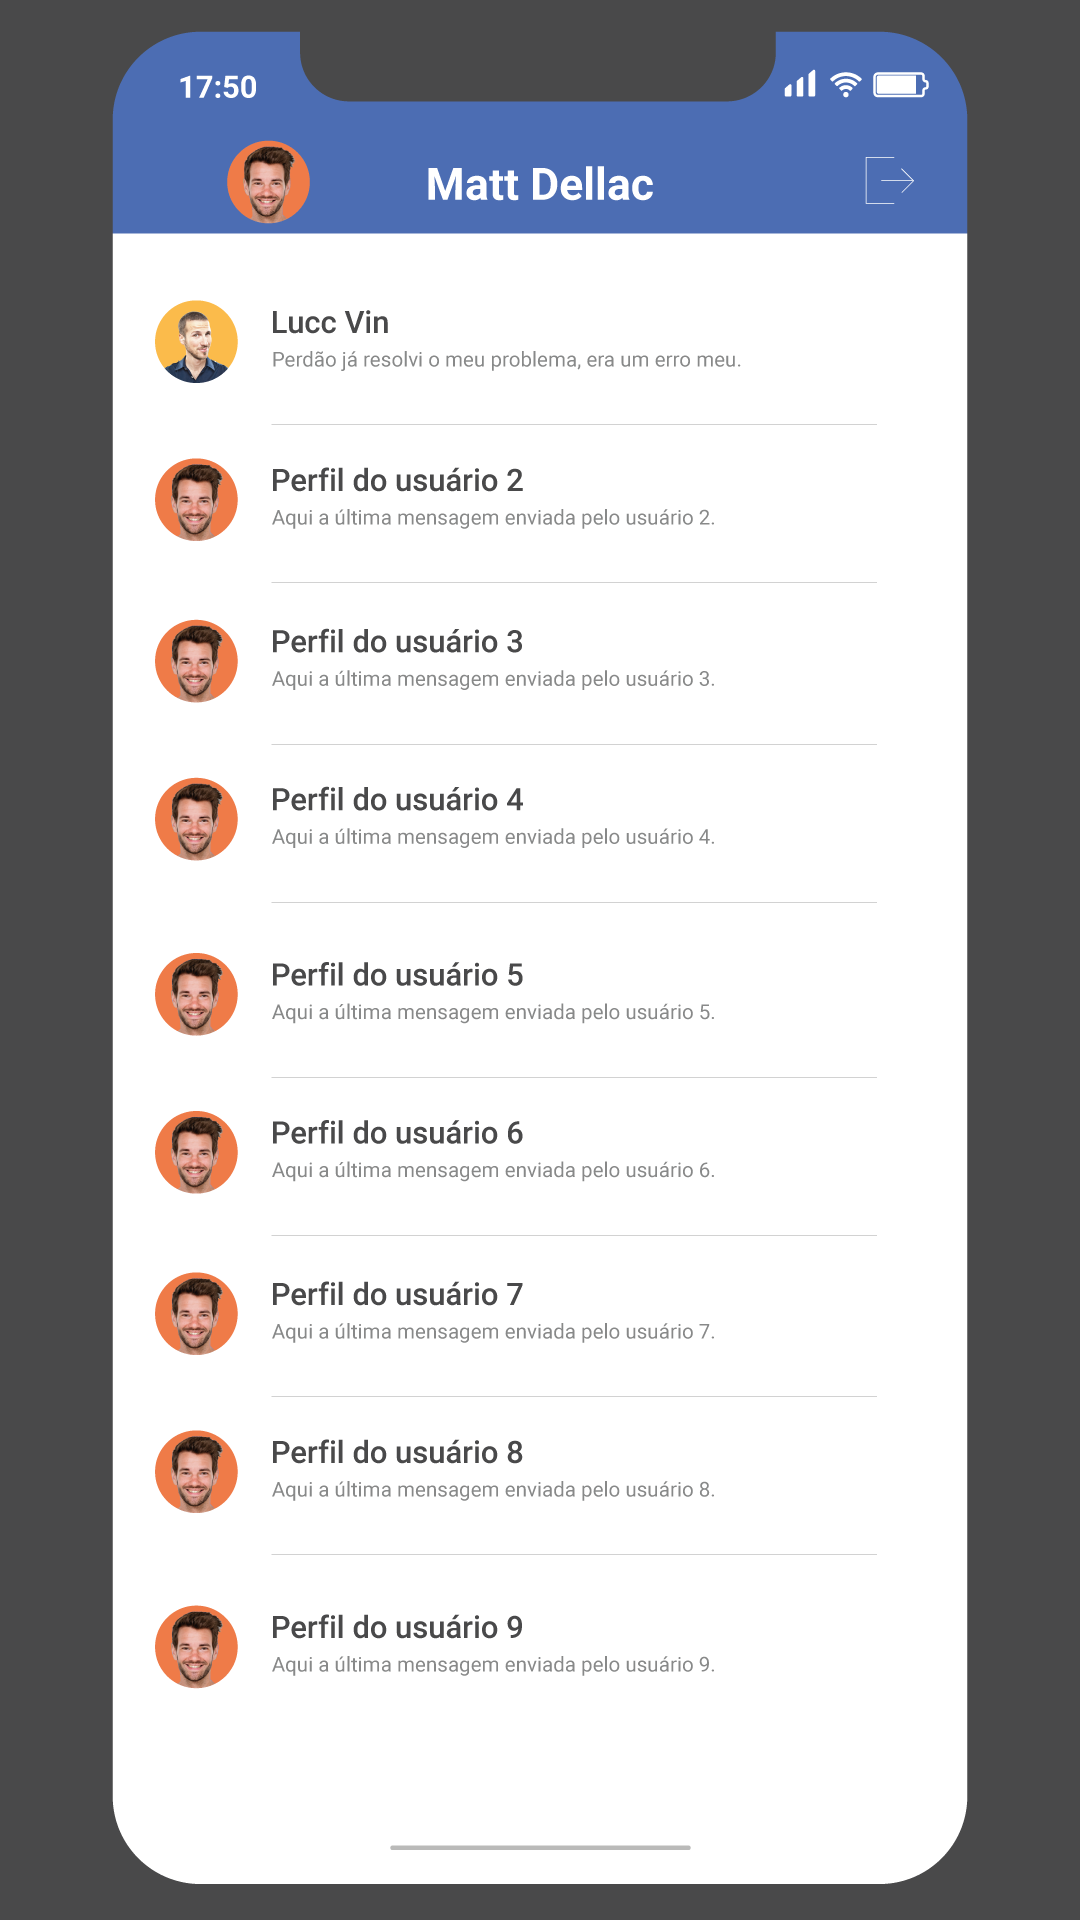 17:50
Matt Dellac
Lucc Vin
Perdão já resolvi o meu problema, era um erro meu.
Perfil do usuário 2
Aqui a última mensagem enviada pelo usuário 2.
Perfil do usuário 3
Aqui a última mensagem enviada pelo usuário 3.
Perfil do usuário 4
Aqui a última mensagem enviada pelo usuário 4.
Perfil do usuário 5
Aqui a última mensagem enviada pelo usuário 5.
Perfil do usuário 6
Aqui a última mensagem enviada pelo usuário 6.
Perfil do usuário 7
Aqui a última mensagem enviada pelo usuário 7.
Perfil do usuário 8
Aqui a última mensagem enviada pelo usuário 8.
Perfil do usuário 9
Aqui a última mensagem enviada pelo usuário 9.